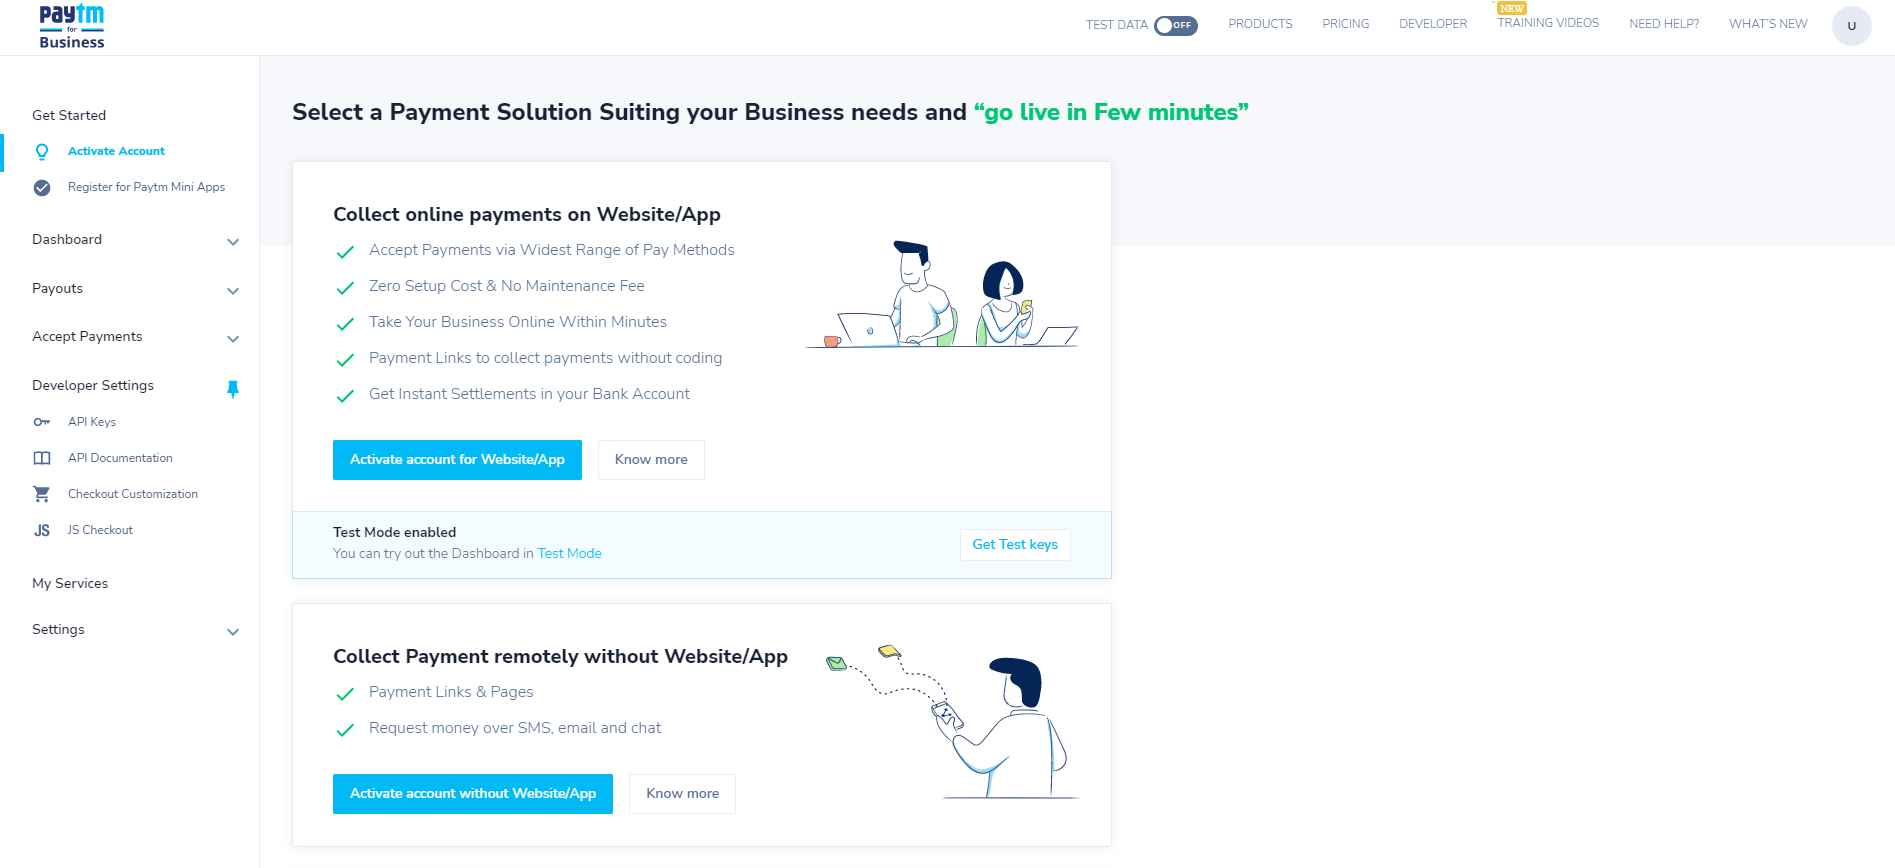 paytm
for
Business
TEST DATA OFF PRODUCTS PRICING DEVELOPER NEW TRAINING VIDEOS NEED HELP? WHAT'S NEW U
Get Started
Activate Account
Register for Paytm Mini Apps
Dashboard
Payouts
Accept Payments
Developer Settings
API Keys
API Documentation
Checkout Customization
JS JS Checkout
My Services
Settings
Select a Payment Solution Suiting your Business needs and “go live in Few minutes”
Collect online payments on Website/App
Accept Payments via Widest Range of Pay Methods
Zero Setup Cost & No Maintenance Fee
Take Your Business Online Within Minutes
Payment Links to collect payments without coding
Get Instant Settlements in your Bank Account
Activate account for Website/App Know more
Test Mode enabled
You can try out the Dashboard in Test Mode
Get Test keys
Collect Payment remotely without Website/App
Payment Links & Pages
Request money over SMS, email and chat
Activate account without Website/App Know more